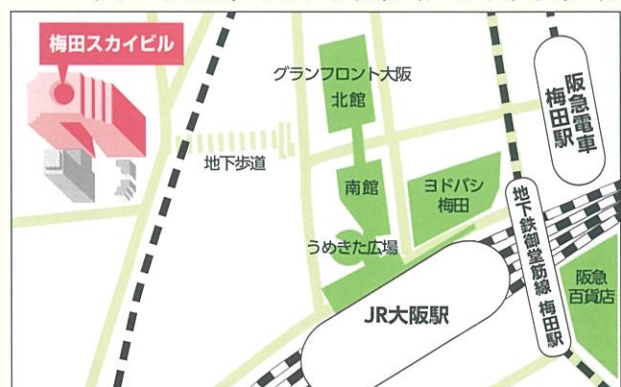 梅田スカイビル
グランフロント大阪
北館
地下歩道
南館
ヨドバシ
梅田
うめきた広場
JR大阪駅
阪急電車
梅田駅
地下鉄御堂筋線 梅田駅
阪急
百貨店